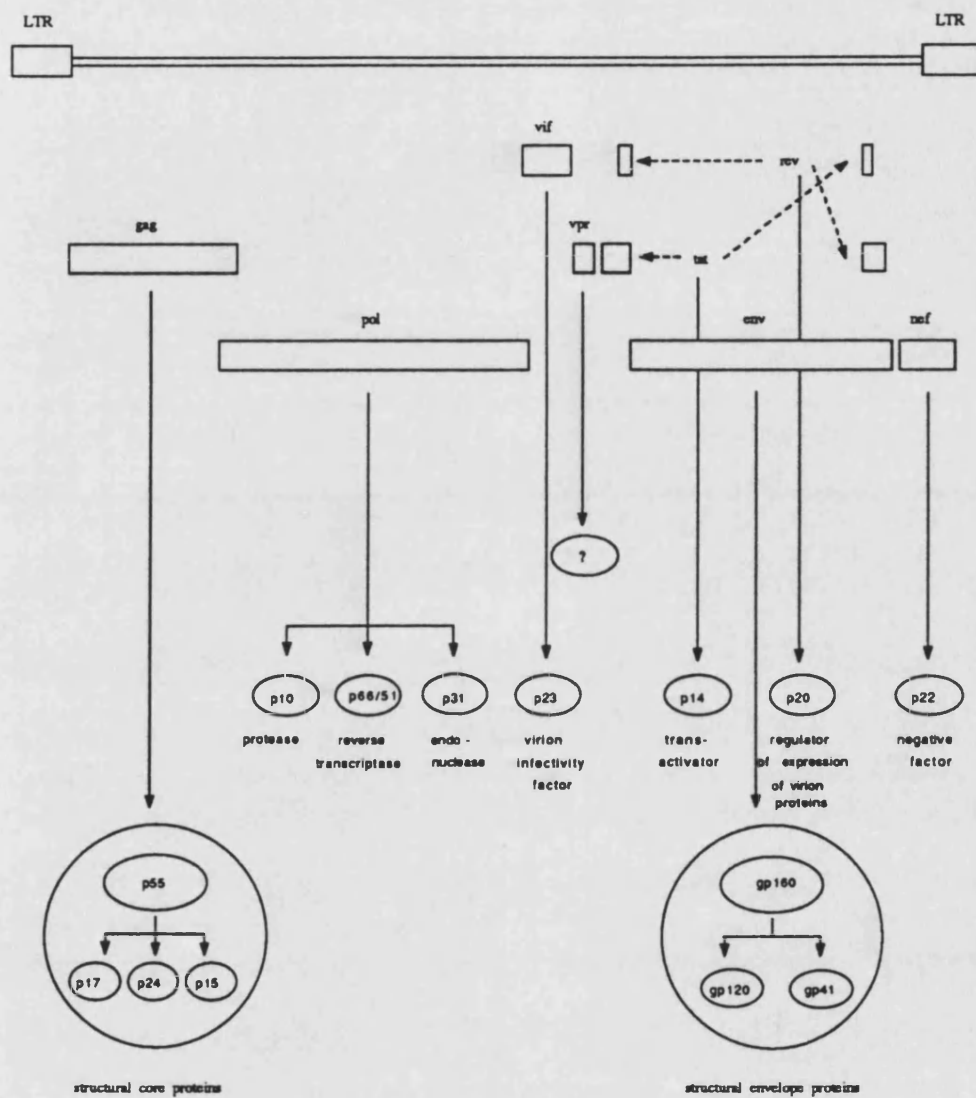 LTR LTR
vif
rev
gag
vpr
tat
pol env nef
?
p10 p66/51 p31 p23 p14 p20 p22
protease reverse endo- virion trans- regulator negative
transcriptase nuclease infectivity activator of expression factor
factor of virion
proteins
p55 gp160
p17 p24 p15 gp120 gp41
structural core proteins structural envelope proteins